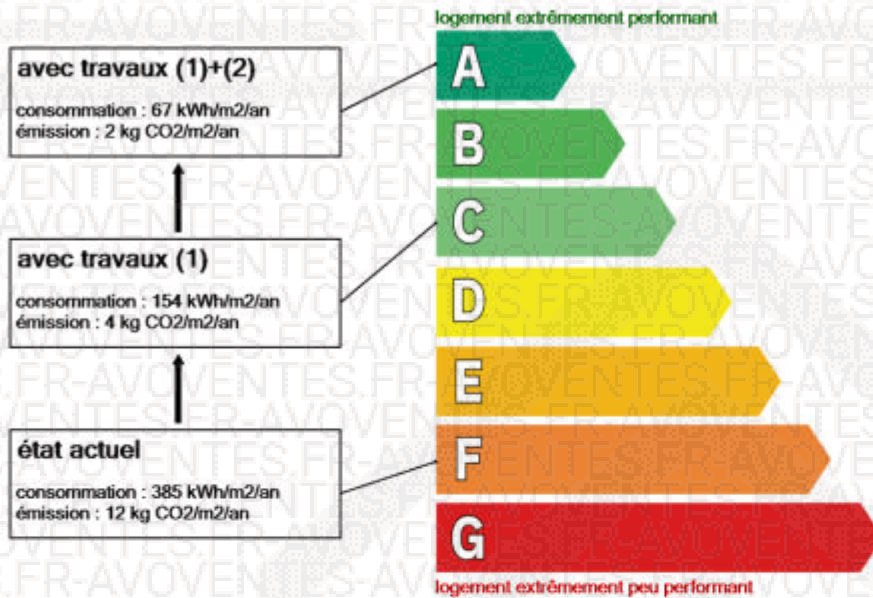 logement extrêmement performant
avec travaux (1)+(2)
consommation : 67 kWh/m2/an
émission : 2 kg CO2/m2/an
avec travaux (1)
consommation : 154 kWh/m2/an
émission : 4 kg CO2/m2/an
état actuel
consommation : 385 kWh/m2/an
émission : 12 kg CO2/m2/an
A
B
C
D
E
F
G
logement extrêmement peu performant
AVOVENTES.FR